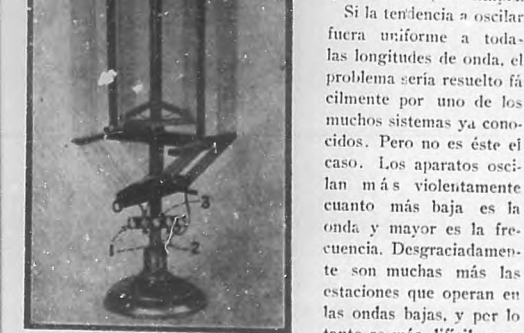 Si la tendencia a oscilar
fuera uniforme a toda-
las longitudes de onda, el
problema sería resuelto fá
cilmente por uno de los
muchos sistemas ya cono-
cidos. Pero no es éste el
caso. Los aparatos osci-
lan más violentamente
cuanto más baja es la
onda y mayor es la fre-
cuencia. Desgraciadamen-
te son muchas más las
estaciones que operan en
las ondas bajas, y por lo
3
1
2